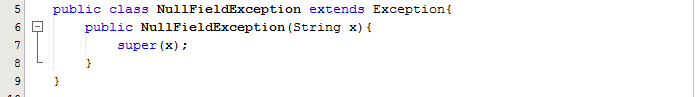 5 public class NullFieldException extends Exception{
6 public NullFieldException(String x){
7 super(x);
8 }
9 }